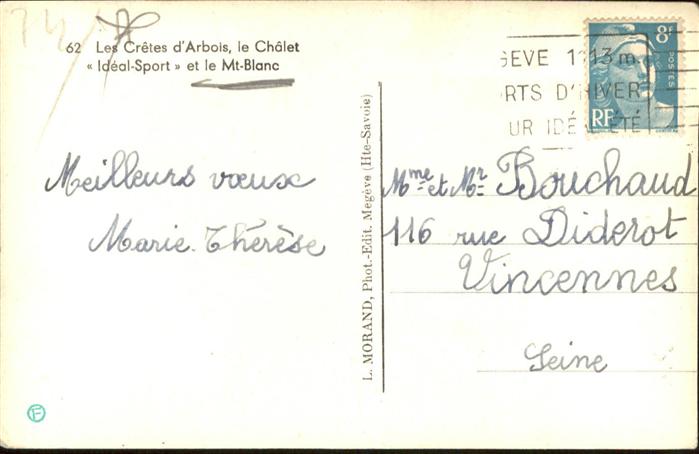 74
62 Les Crêtes d'Arbois, le Châlet
« Idéal-Sport » et le Mt-Blanc
8F
POSTES
RF
GEVE 1113 m.
RTS D'HIVER
UR IDÉ ÉTÉ
Meilleurs vœux
Marie-Thérèse
L. MORAND, Phot.-Edit. Megève (Hte-Savoie)
Mme et Mr Bouchaud
116 rue Diderot
Vincennes
Seine
F